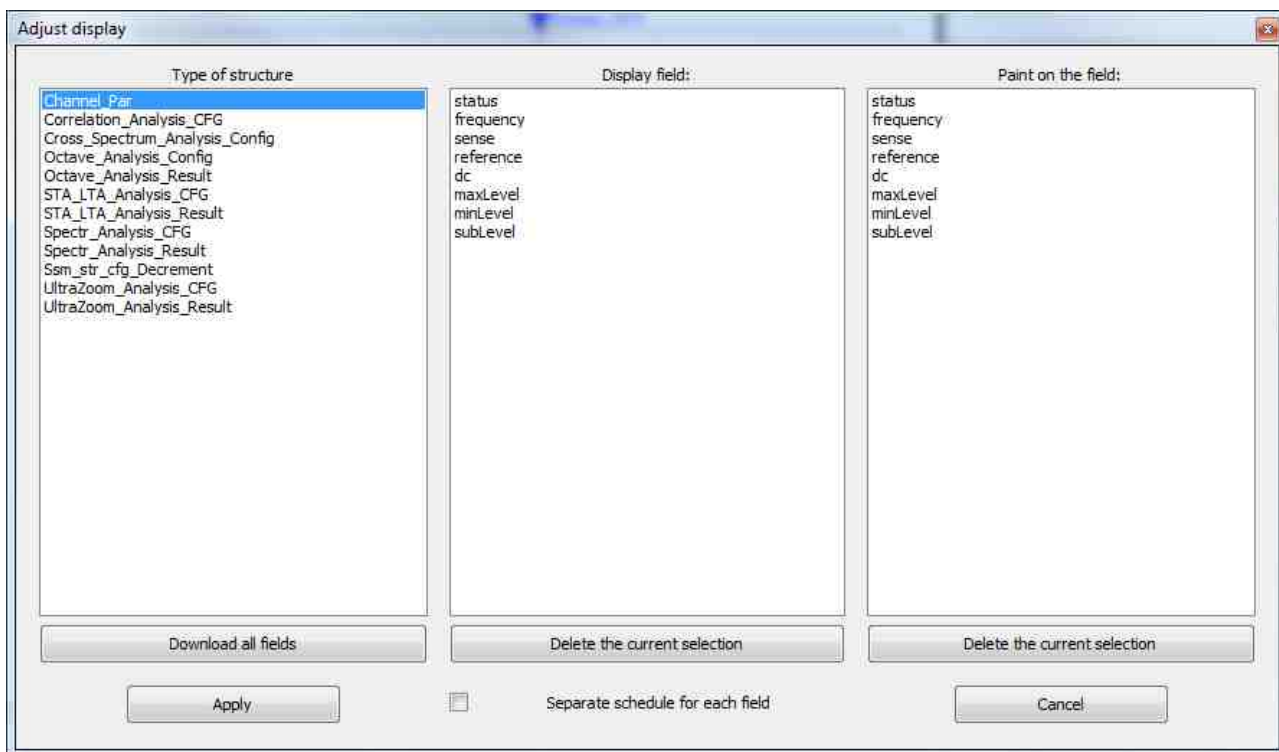 Adjust display
Type of structure
Channel_Par
Correlation_Analysis_CFG
Cross_Spectrum_Analysis_Config
Octave_Analysis_Config
Octave_Analysis_Result
STA_LTA_Analysis_CFG
STA_LTA_Analysis_Result
Spectr_Analysis_CFG
Spectr_Analysis_Result
Ssm_str_cfg_Decrement
UltraZoom_Analysis_CFG
UltraZoom_Analysis_Result
Download all fields
Display field:
status
frequency
sense
reference
dc
maxLevel
minLevel
subLevel
Delete the current selection
Paint on the field:
status
frequency
sense
reference
dc
maxLevel
minLevel
subLevel
Delete the current selection
Apply
Separate schedule for each field
Cancel